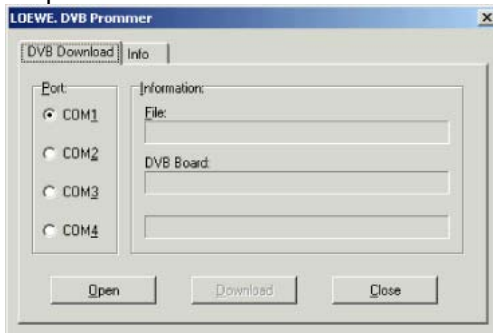 LOEWE. DVB Prommer
DVB Download
Info
Port:
COM1
COM2
COM3
COM4
Information:
File:
DVB Board:
Open
Download
Close